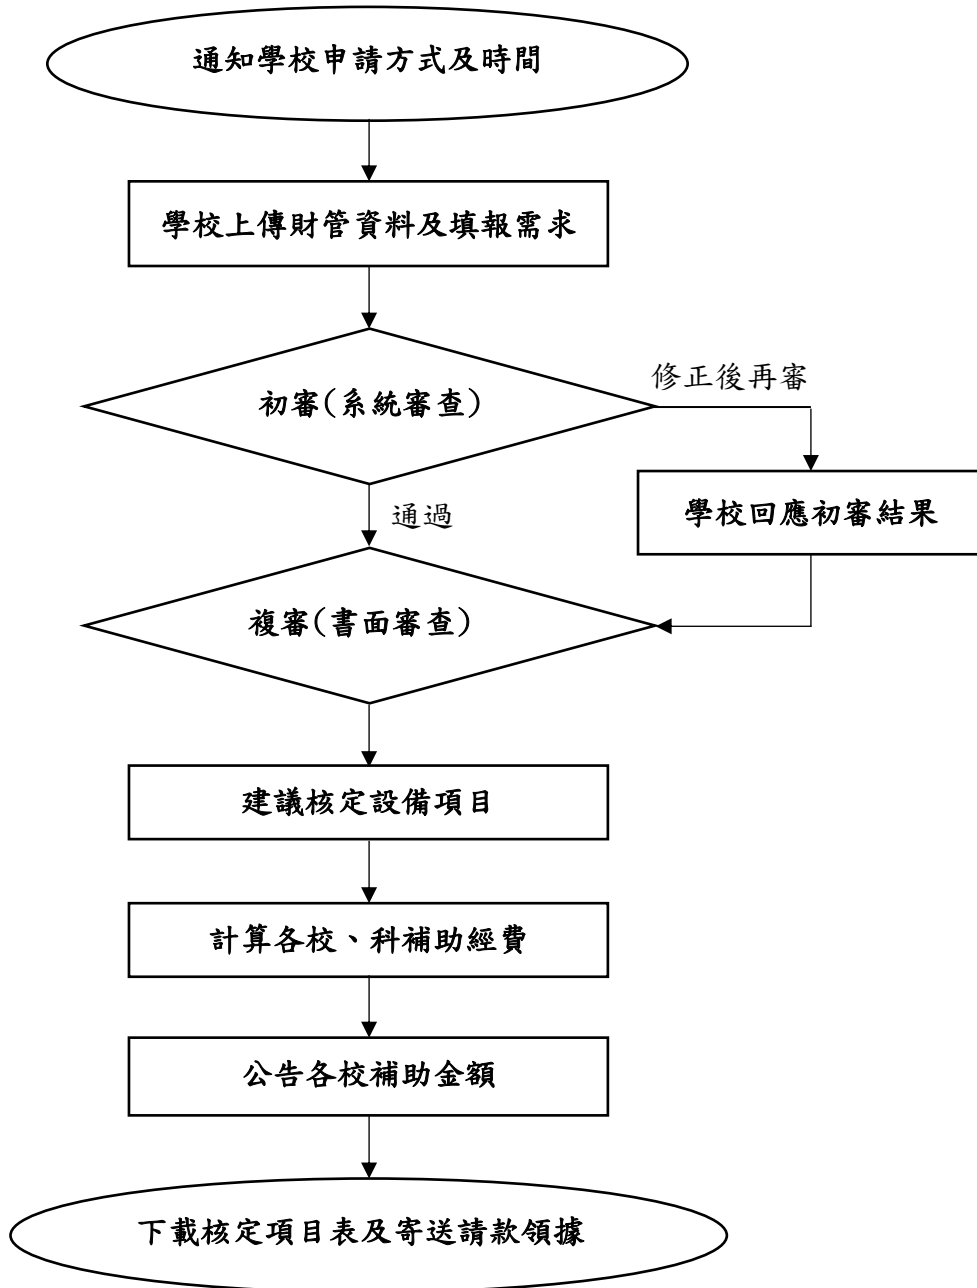 通知學校申請方式及時間
學校上傳財管資料及填報需求
初審(系統審查)
修正後再審
通過
學校回應初審結果
複審(書面審查)
建議核定設備項目
計算各校、科補助經費
公告各校補助金額
下載核定項目表及寄送請款領據